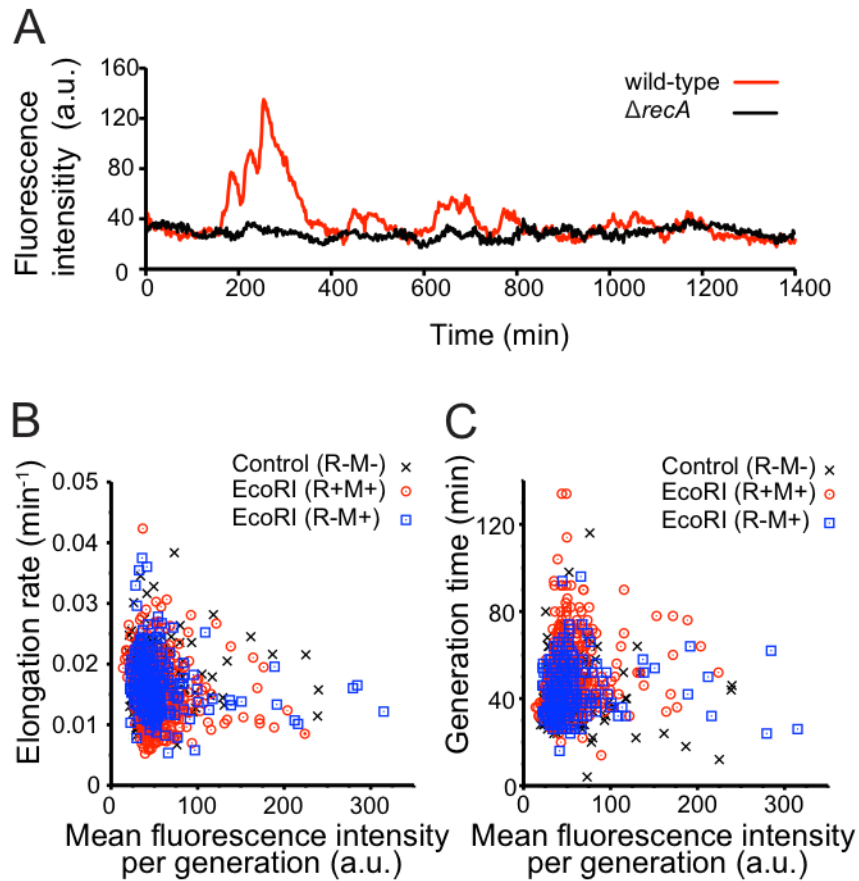 A
Fluorescence
intensitity (a.u.)
160
120
80
40
0
wild-type
ΔrecA
0 200 400 600 800 1000 1200 1400
Time (min)
B
Control (R-M-)
EcoRI (R+M+)
EcoRI (R-M+)
Elongation rate (min-1)
0.05
0.04
0.03
0.02
0.01
0
0 100 200 300
Mean fluorescence intensity
per generation (a.u.)
C
Control (R-M-)
EcoRI (R+M+)
EcoRI (R-M+)
Generation time (min)
120
80
40
0
0 100 200 300
Mean fluorescence intensity
per generation (a.u.)